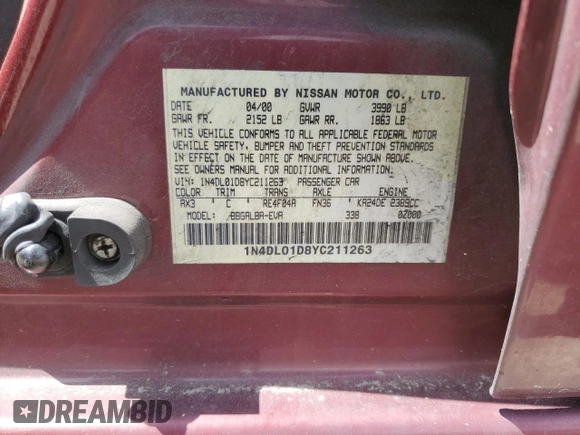 MANUFACTURED BY NISSAN MOTOR CO., LTD.
DATE 04/00 GVWR 3990 LB
GAWR FR. 2152 LB GAWR RR. 1863 LB
THIS VEHICLE CONFORMS TO ALL APPLICABLE FEDERAL MOTOR
VEHICLE SAFETY, BUMPER AND THEFT PREVENTION STANDARDS
IN EFFECT ON THE DATE OF MANUFACTURE SHOWN ABOVE.
SEE OWNERS MANUAL FOR ADDITIONAL INFORMATION.
VIN: 1N4DL01D8YC211263 PASSENGER CAR
COLOR TRIM TRANS AXLE ENGINE
AX3 C RE4F04A FN36 KA24DE 2389CC
MODEL BBGALBA-EVA 338 0Z000
1N4DL01D8YC211263
DREAMBID